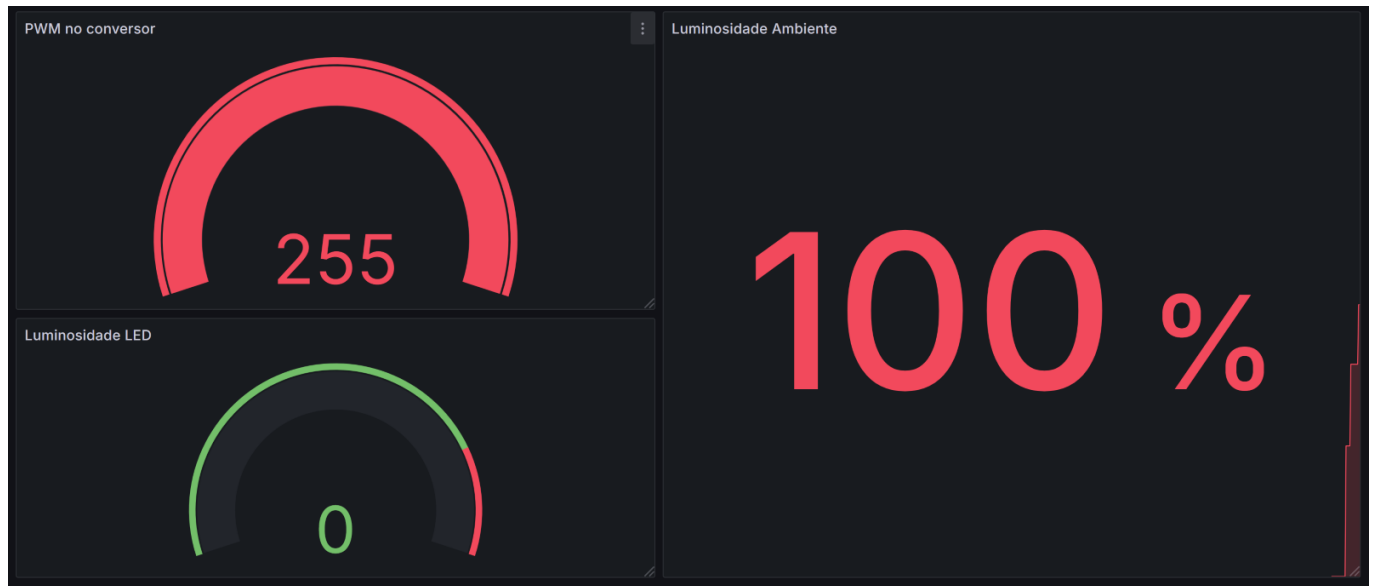 PWM no conversor
255
Luminosidade LED
0
Luminosidade Ambiente
100 %